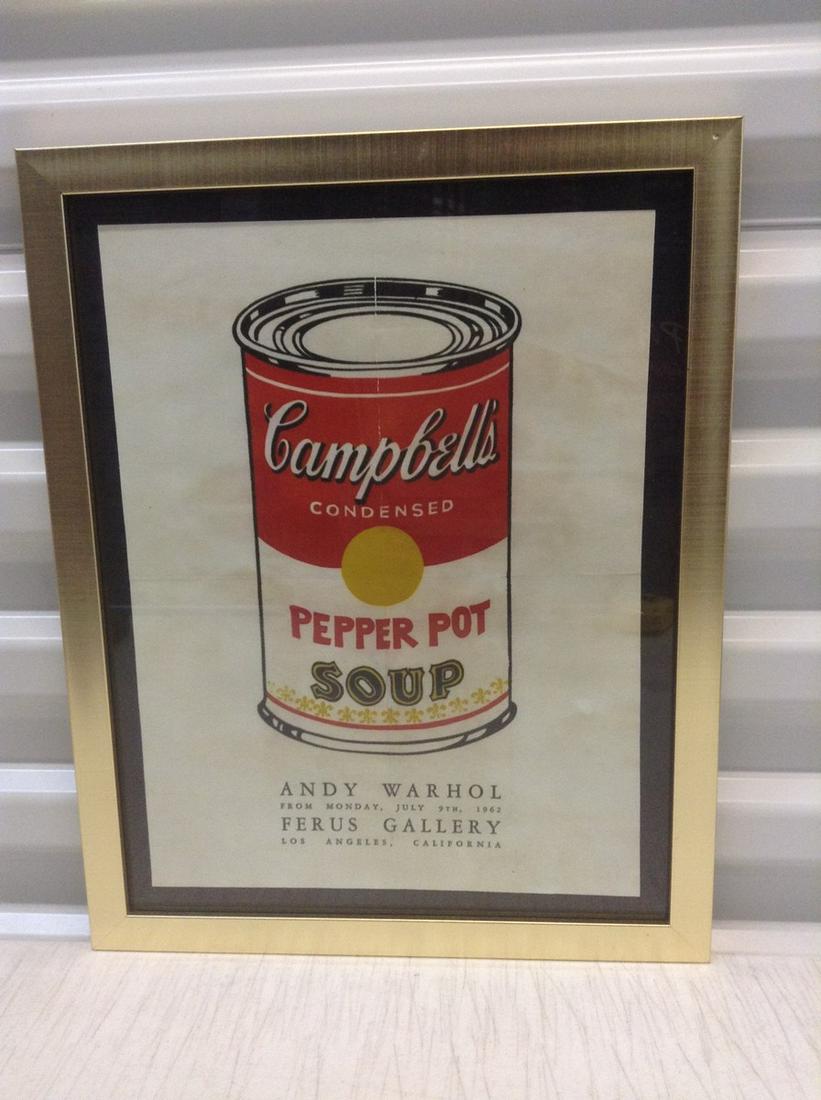 Campbell's
CONDENSED
PEPPER POT
SOUP
ANDY WARHOL
FROM MONDAY, JULY 9TH, 1962
FERUS GALLERY
LOS ANGELES, CALIFORNIA